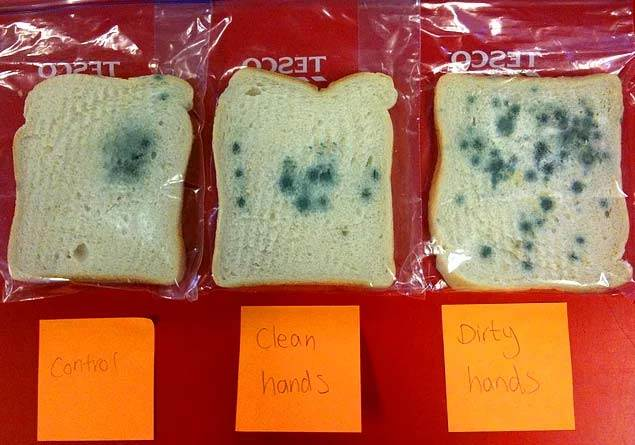 TESCO
TESCO
TESCO
Control
Clean
hands
Dirty
hands